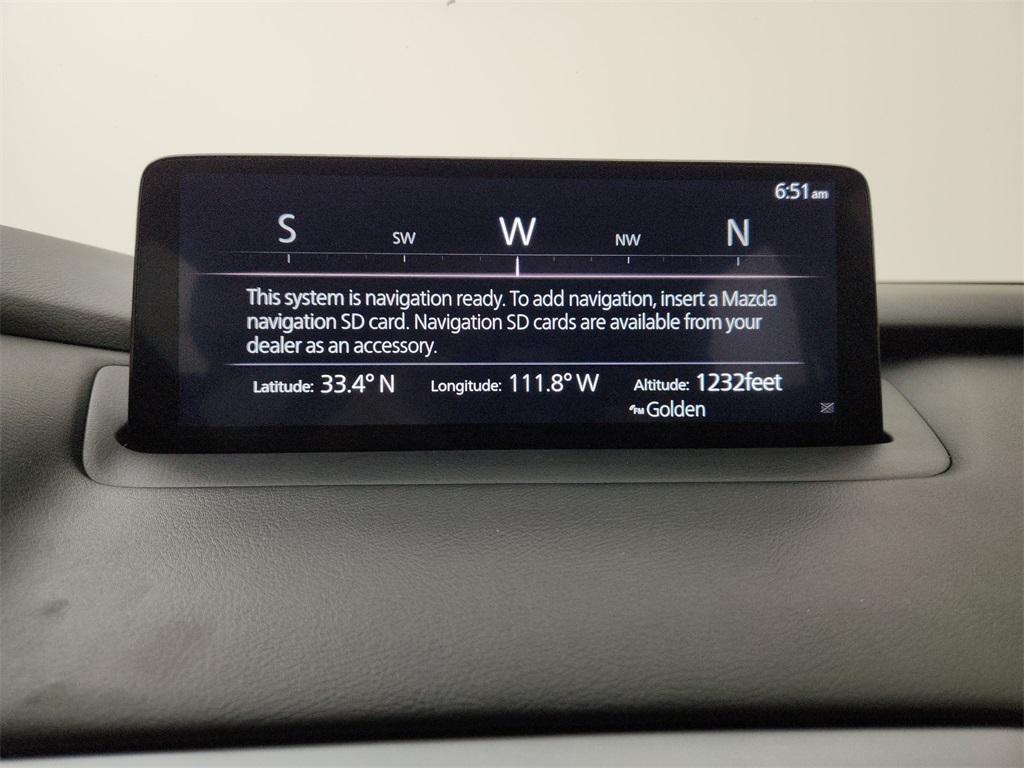 6:51am
S SW W NW N
This system is navigation ready. To add navigation, insert a Mazda
navigation SD card. Navigation SD cards are available from your
dealer as an accessory.
Latitude: 33.4° N Longitude: 111.8° W Altitude: 1232feet
FM Golden